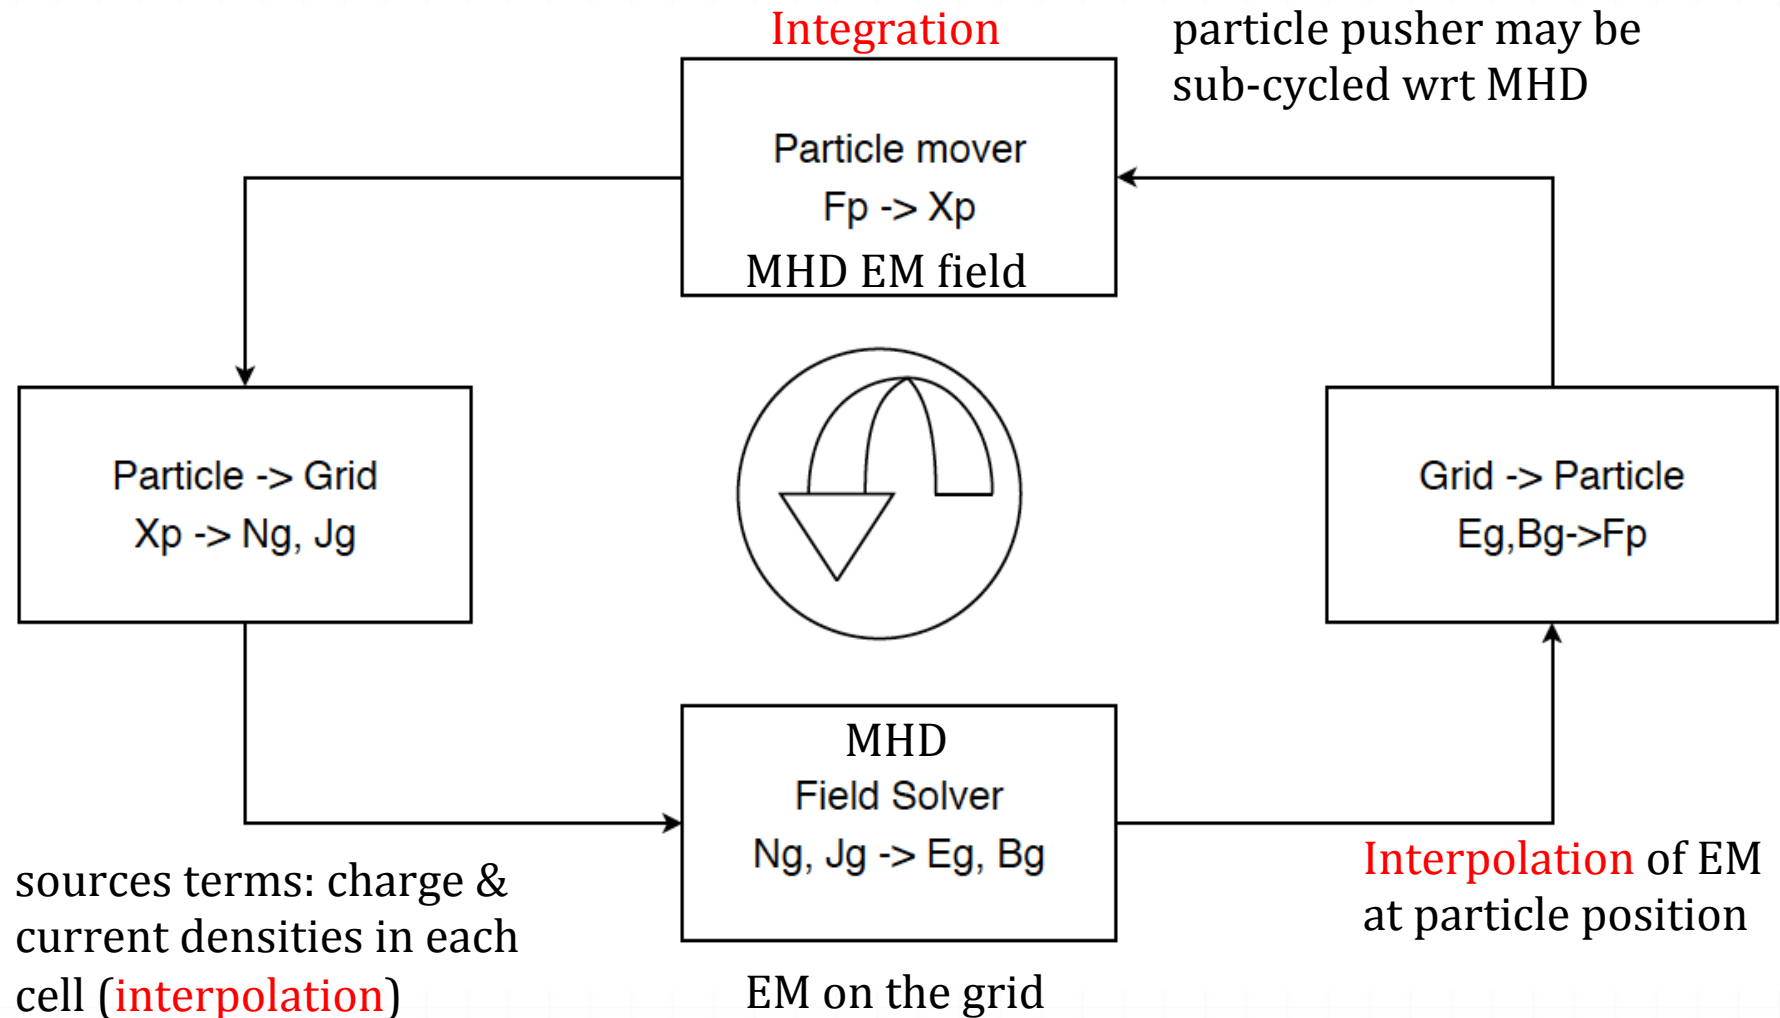 Integration
particle pusher may be
sub-cycled wrt MHD
Particle mover
Fp -> Xp
MHD EM field
Particle -> Grid
Xp -> Ng, Jg
Grid -> Particle
Eg,Bg->Fp
MHD
Field Solver
Ng, Jg -> Eg, Bg
sources terms: charge &
current densities in each
cell (interpolation)
EM on the grid
Interpolation of EM
at particle position